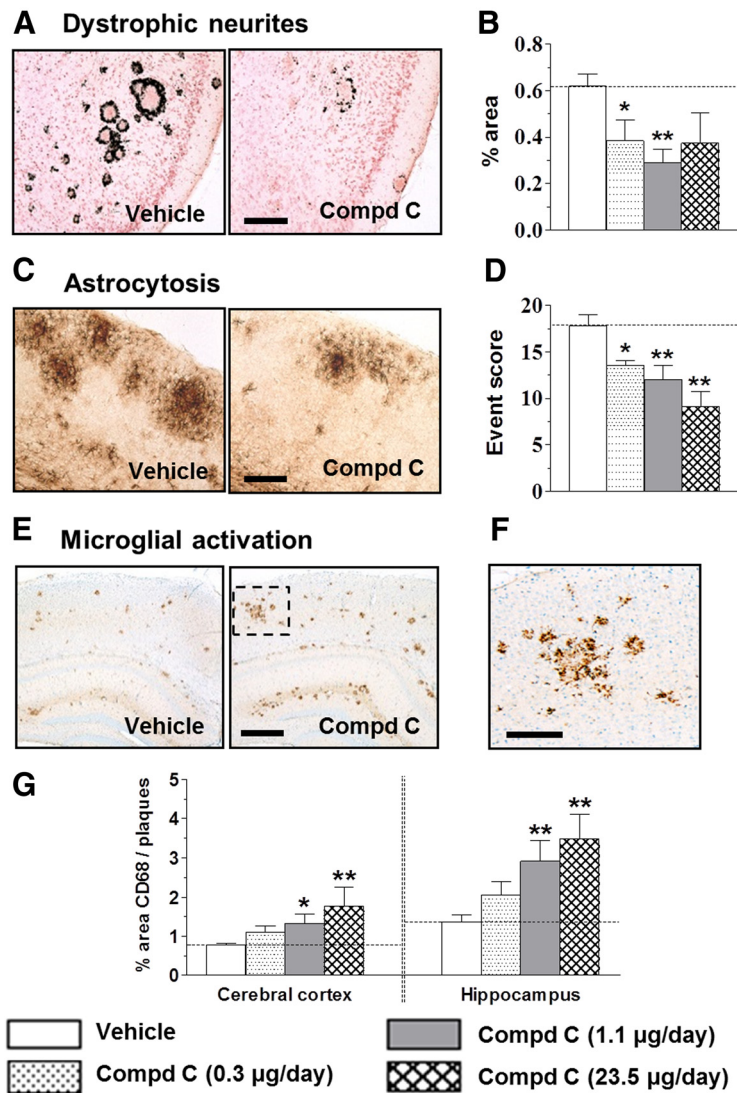 A Dystrophic neurites
Vehicle
Compd C
B
% area
0.8
0.6
0.4
0.2
0.0
*
**
C Astrocytosis
Vehicle
Compd C
D
Event score
20
15
10
5
0
*
**
**
E Microglial activation
Vehicle
Compd C
F
G
% area CD68 / plaques
5
4
3
2
1
0
*
**
**
**
Cerebral cortex
Hippocampus
Vehicle
Compd C (1.1 µg/day)
Compd C (0.3 µg/day)
Compd C (23.5 µg/day)